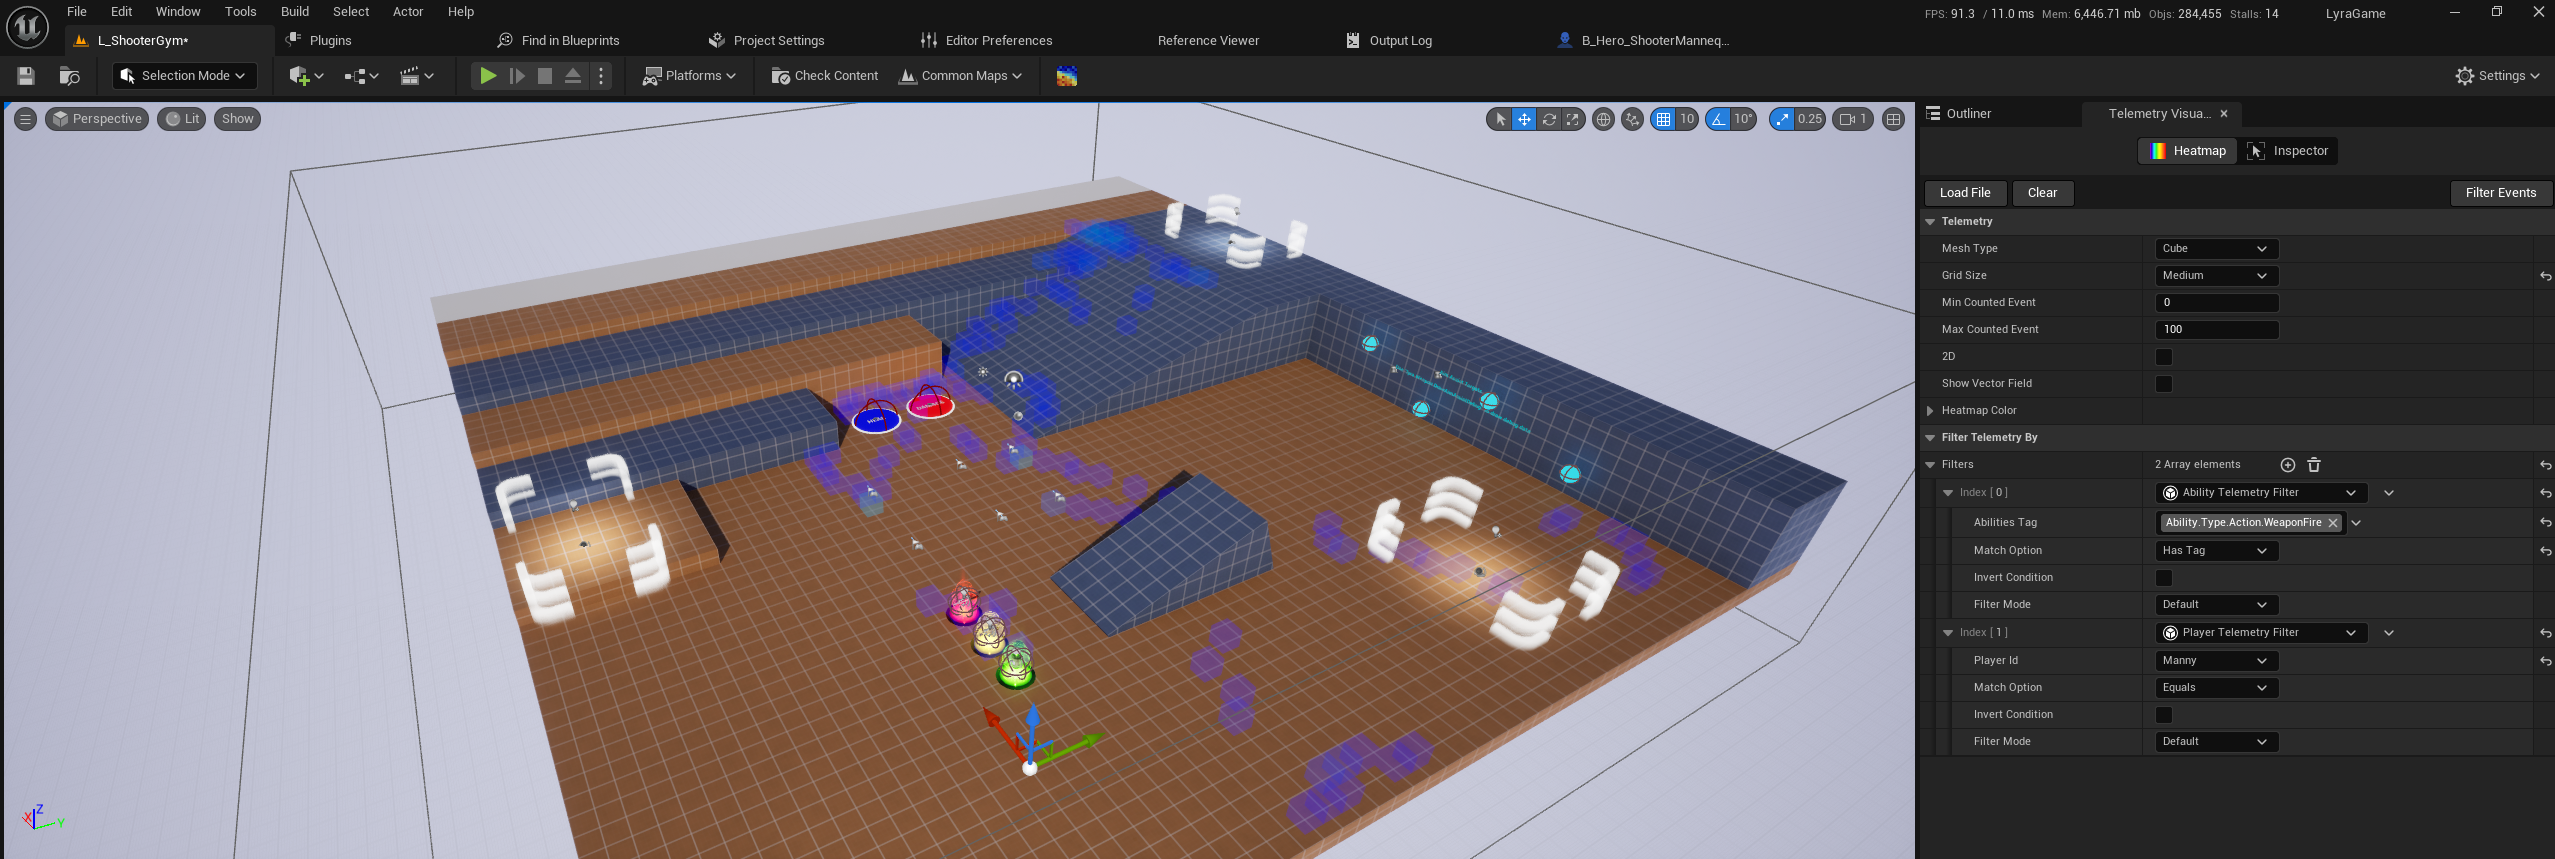 File Edit Window Tools Build Select Actor Help
FPS: 91.3 / 11.0 ms Mem: 6,446.71 mb Objs: 284,455 Stalls: 14 LyraGame
L_ShooterGym* Plugins Find in Blueprints Project Settings Editor Preferences Reference Viewer Output Log B_Hero_ShooterManneq...
Selection Mode Platforms Check Content Common Maps Settings
Perspective Lit Show 10 10° 0.25 1
Outliner Telemetry Visua...
Heatmap Inspector
Load File Clear Filter Events
Telemetry
Mesh Type Cube
Grid Size Medium
Min Counted Event 0
Max Counted Event 100
2D
Show Vector Field
Heatmap Color
Filter Telemetry By
Filters 2 Array elements
Index [ 0 ] Ability Telemetry Filter
Abilities Tag Ability.Type.Action.WeaponFire
Match Option Has Tag
Invert Condition
Filter Mode Default
Index [ 1 ] Player Telemetry Filter
Player Id Manny
Match Option Equals
Invert Condition
Filter Mode Default
Z
X Y